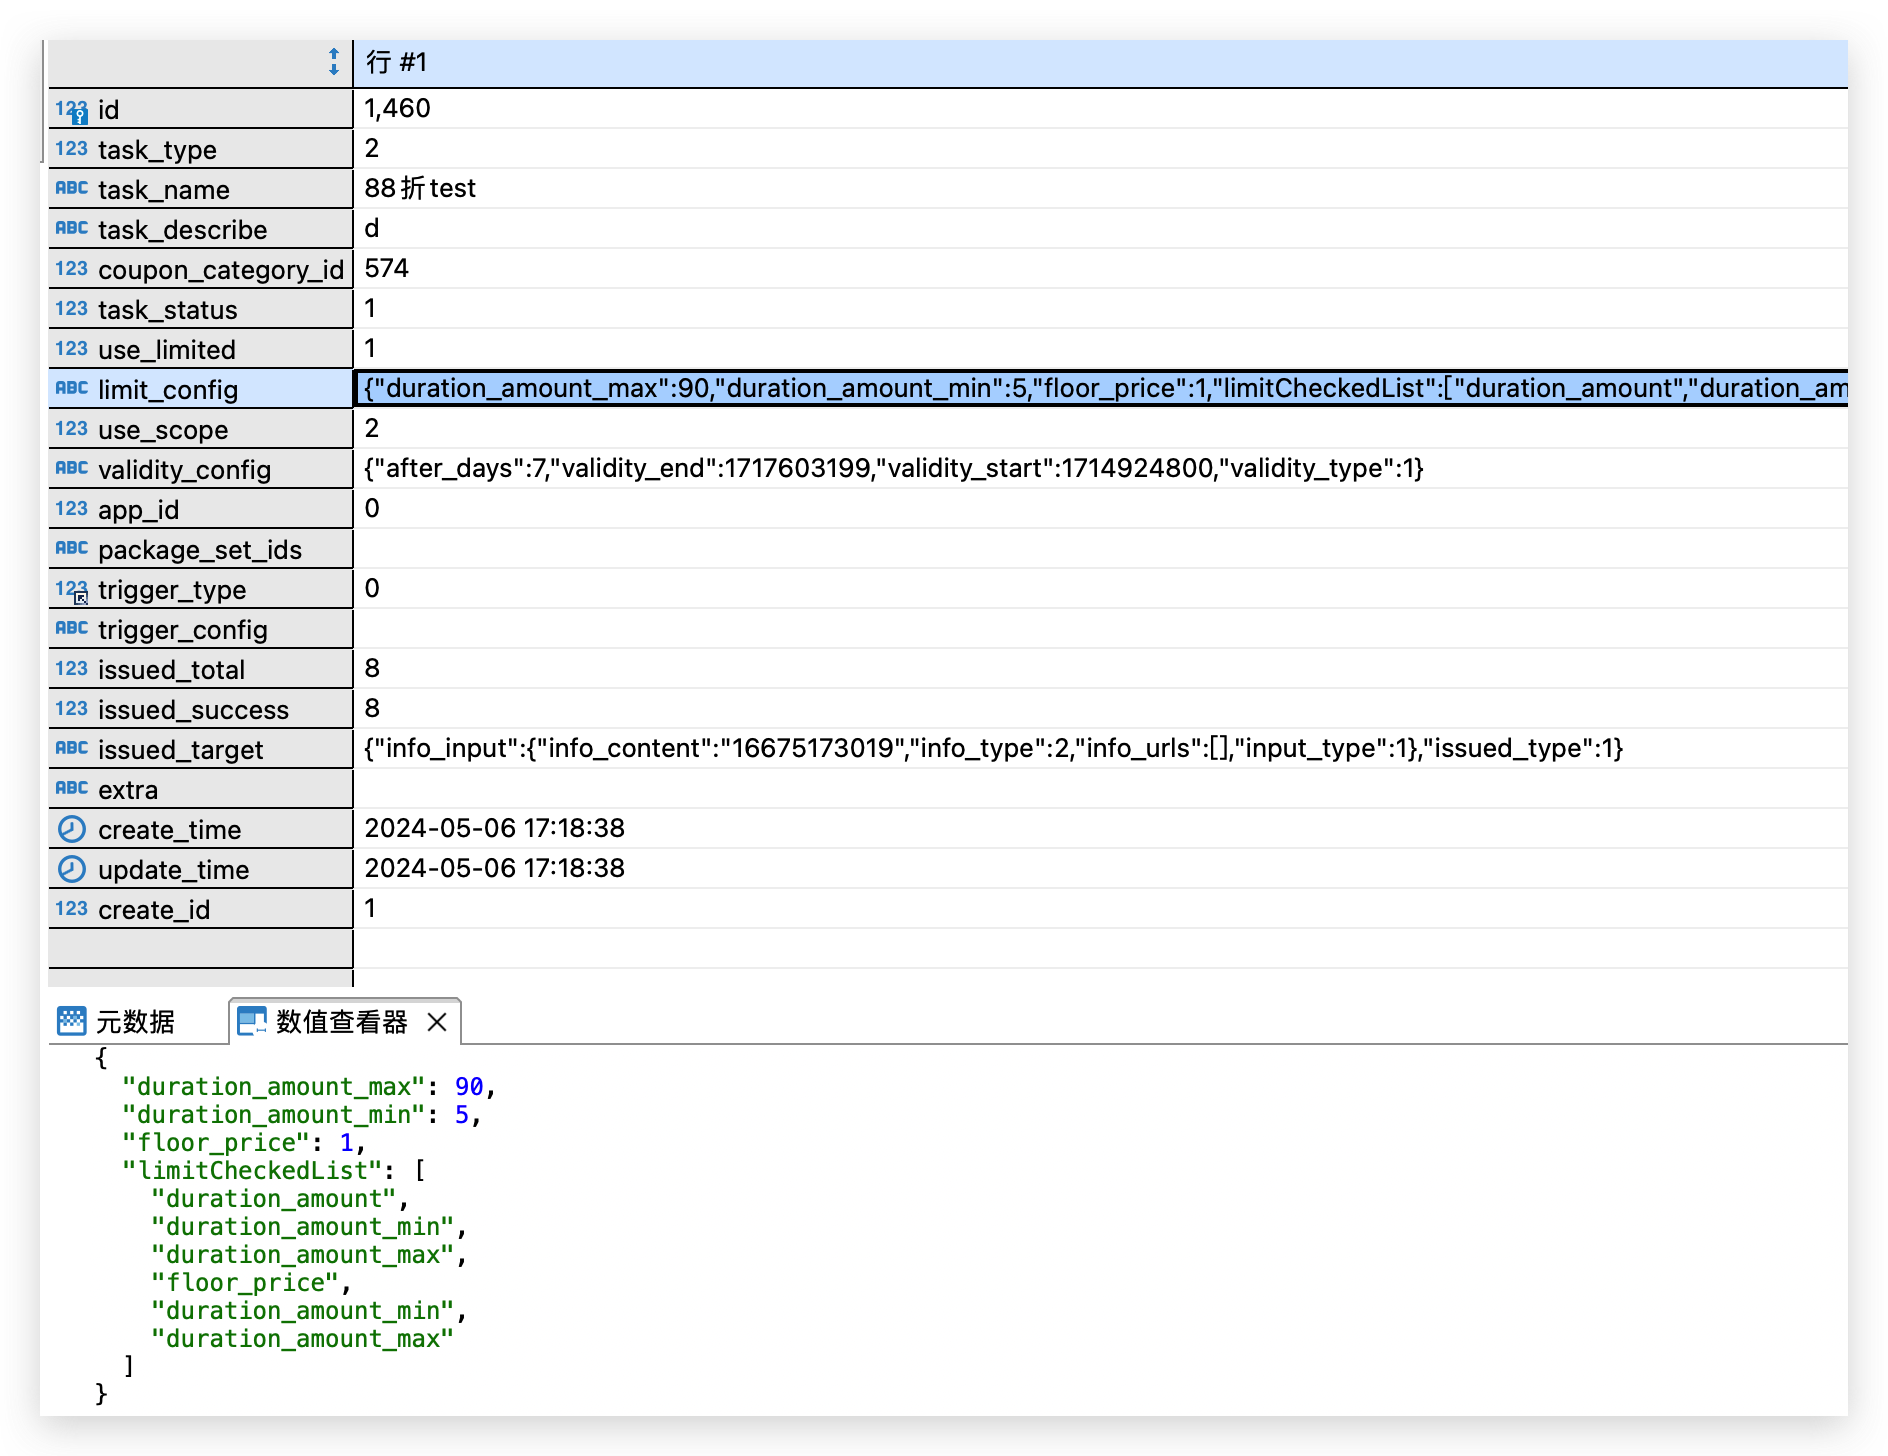 行 #1
123 id 1,460
123 task_type 2
ABC task_name 88折test
ABC task_describe d
123 coupon_category_id 574
123 task_status 1
123 use_limited 1
ABC limit_config {"duration_amount_max":90,"duration_amount_min":5,"floor_price":1,"limitCheckedList":["duration_amount","duration_am
123 use_scope 2
ABC validity_config {"after_days":7,"validity_end":1717603199,"validity_start":1714924800,"validity_type":1}
123 app_id 0
ABC package_set_ids
123 trigger_type 0
ABC trigger_config
123 issued_total 8
123 issued_success 8
ABC issued_target {"info_input":{"info_content":"16675173019","info_type":2,"info_urls":[],"input_type":1},"issued_type":1}
ABC extra
create_time 2024-05-06 17:18:38
update_time 2024-05-06 17:18:38
123 create_id 1
元数据 数值查看器
{
"duration_amount_max": 90,
"duration_amount_min": 5,
"floor_price": 1,
"limitCheckedList": [
"duration_amount",
"duration_amount_min",
"duration_amount_max",
"floor_price",
"duration_amount_min",
"duration_amount_max"
]
}